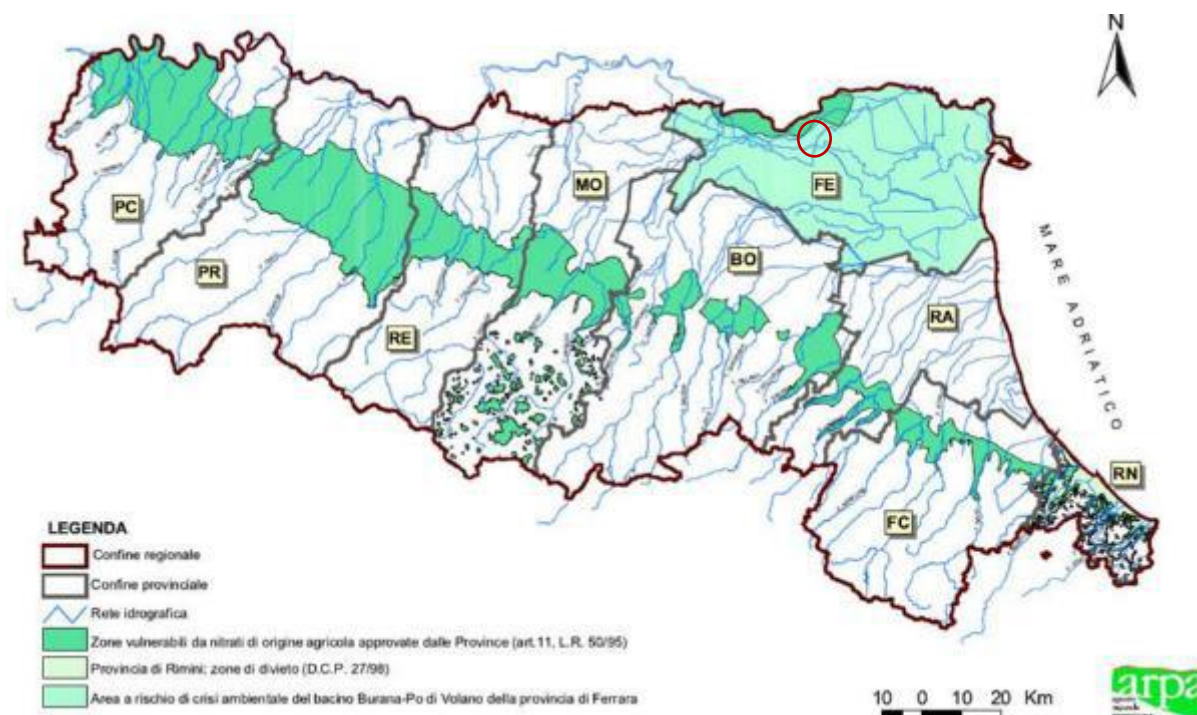 N
MO
FE
PC
BO
PR
RA
RE
MARE ADRIATICO
RN
FC
LEGENDA
Confine regionale
Confine provinciale
Rete idrografica
Zone vulnerabili da nitrati di origine agricola approvate dalle Province (art.11, L.R. 50/95)
Provincia di Rimini; zone di divieto (D.C.P. 27/98)
Area a rischio di crisi ambientale del bacino Burana-Po di Volano della provincia di Ferrara
10 0 10 20 Km
arpa